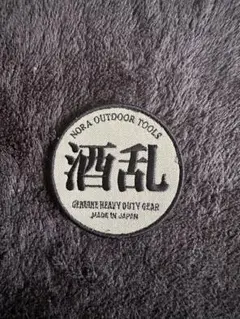 NORA OUTDOOR TOOLS
酒乱
GENUINE HEAVY DUTY GEAR
MADE IN JAPAN